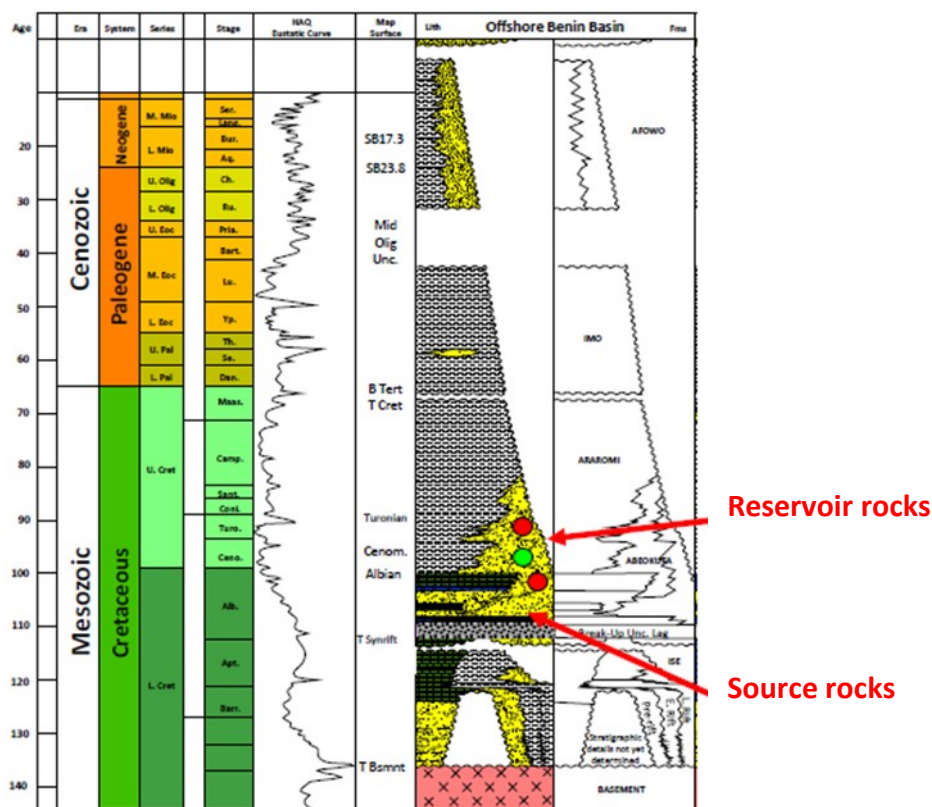 Age Era System Series Stage HAQ Eustatic Curve Map Surface Lith Offshore Benin Basin Fms
Cenozoic
Mesozoic
Neogene
Paleogene
Cretaceous
M. Mio
L. Mio
U. Olig
L. Olig
U. Eoc
M. Eoc
L. Eoc
U. Pal
L. Pal
U. Cret
L. Cret
Ser.
Lang.
Bur.
Aq.
Ch.
Ru.
Pria.
Bart.
Lu.
Yp.
Th.
Se.
Dan.
Maas.
Camp.
Sant.
Coni.
Turo.
Ceno.
Alb.
Apt.
Barr.
20
30
40
50
60
70
80
90
100
110
120
130
140
SB17.3
SB23.8
Mid
Olig
Unc.
B Tert
T Cret
Turonian
Cenom.
Albian
T Synrift
T Bsmnt
AFOWO
IMO
ARAROMI
ABEOKUTA
Break-Up Unc. Lag
ISE
Pre-rift
E. Rift
L. Rift
Stratigraphic
details not yet
determined
BASEMENT
Reservoir rocks
Source rocks